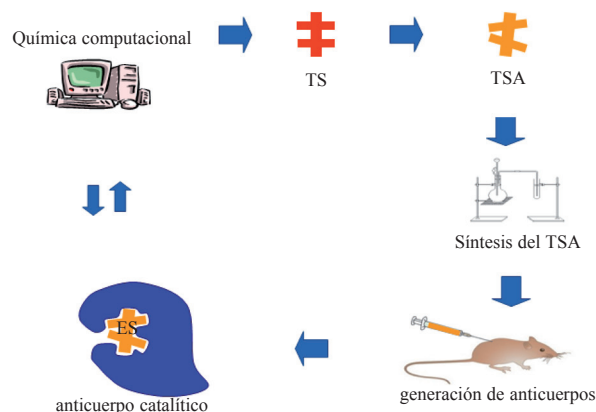 Química computacional
TS
TSA
Síntesis del TSA
generación de anticuerpos
ES
anticuerpo catalítico